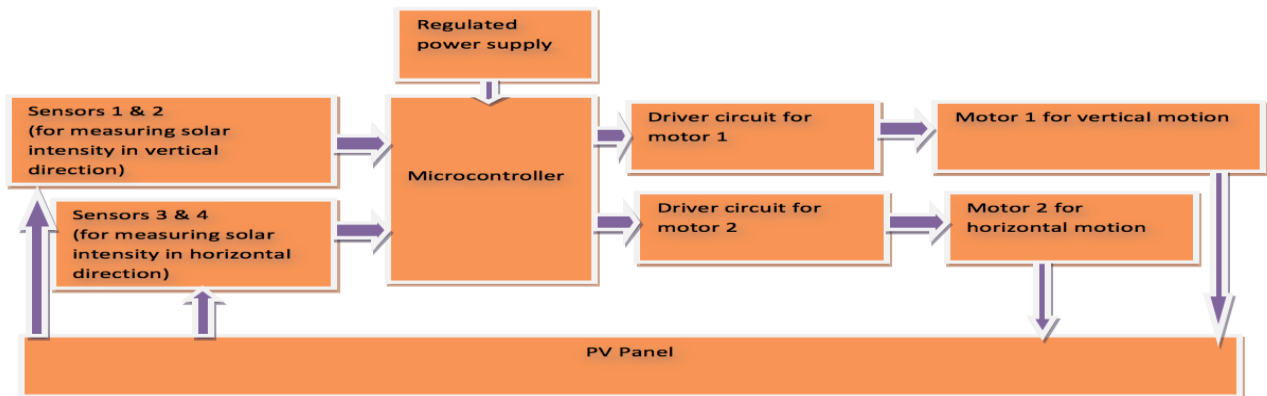 Regulated
power supply
Sensors 1 & 2
(for measuring solar
intensity in vertical
direction)
Sensors 3 & 4
(for measuring solar
intensity in horizontal
direction)
Microcontroller
Driver circuit for
motor 1
Motor 1 for vertical motion
Driver circuit for
motor 2
Motor 2 for
horizontal motion
PV Panel